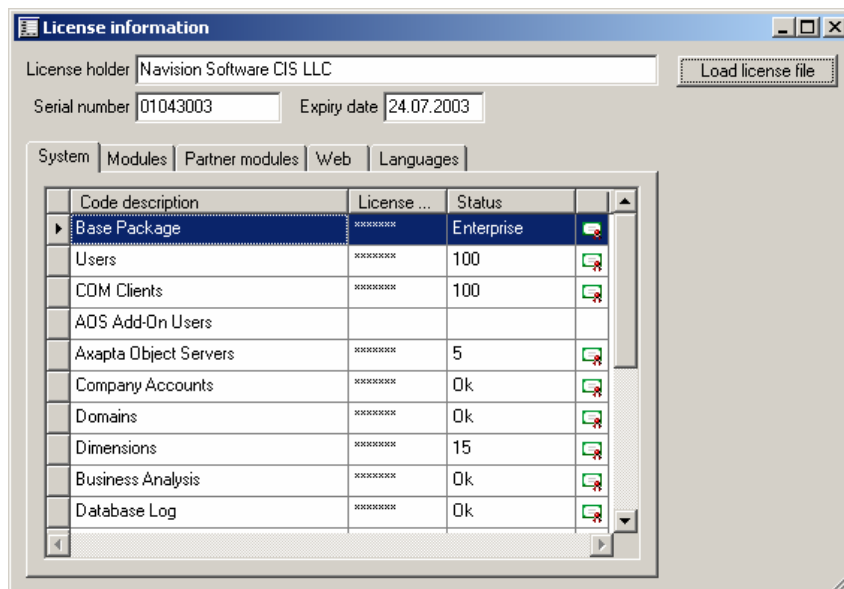 License information
License holder Navision Software CIS LLC Load license file
Serial number 01043003 Expiry date 24.07.2003
System Modules Partner modules Web Languages
Code description License ... Status
Base Package ******* Enterprise
Users ******* 100
COM Clients ******* 100
AOS Add-On Users
Axapta Object Servers ******* 5
Company Accounts ******* Ok
Domains ******* Ok
Dimensions ******* 15
Business Analysis ******* Ok
Database Log ******* Ok